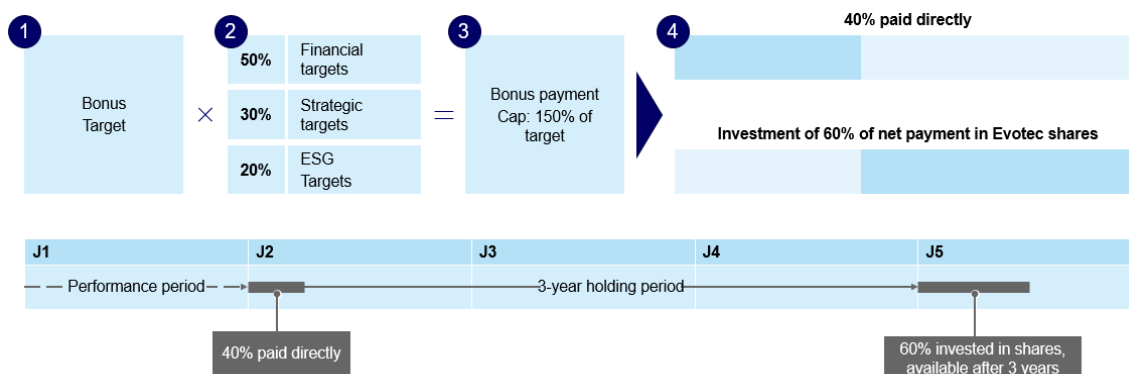 1
Bonus
Target
×
2
50%
Financial
targets
30%
Strategic
targets
20%
ESG
Targets
=
3
Bonus payment
Cap: 150% of
target
4
40% paid directly
Investment of 60% of net payment in Evotec shares
J1
J2
J3
J4
J5
Performance period
3-year holding period
40% paid directly
60% invested in shares,
available after 3 years